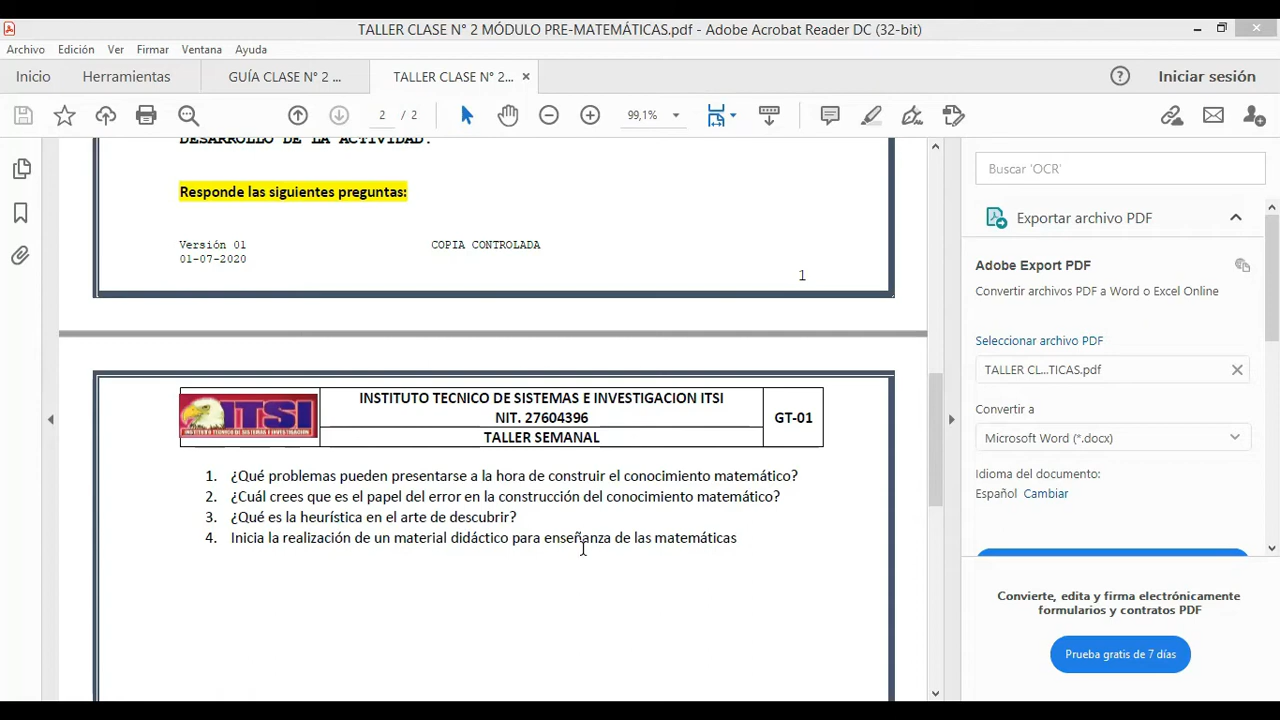 TALLER CLASE N° 2 MÓDULO PRE-MATEMÁTICAS.pdf - Adobe Acrobat Reader DC (32-bit)
Archivo Edición Ver Firmar Ventana Ayuda
Inicio Herramientas GUÍA CLASE N° 2 ... TALLER CLASE N° 2... ×
Iniciar sesión
2 / 2 99,1%
DESARROLLO DE LA ACTIVIDAD.
Responde las siguientes preguntas:
Versión 01 COPIA CONTROLADA
01-07-2020
1
ITSI
INSTITUTO TECNICO DE SISTEMAS E INVESTIGACION
INSTITUTO TECNICO DE SISTEMAS E INVESTIGACION ITSI
NIT. 27604396
TALLER SEMANAL
GT-01
1. ¿Qué problemas pueden presentarse a la hora de construir el conocimiento matemático?
2. ¿Cuál crees que es el papel del error en la construcción del conocimiento matemático?
3. ¿Qué es la heurística en el arte de descubrir?
4. Inicia la realización de un material didáctico para enseñanza de las matemáticas
Buscar 'OCR'
Exportar archivo PDF
Adobe Export PDF
Convertir archivos PDF a Word o Excel Online
Seleccionar archivo PDF
TALLER CL...TICAS.pdf
Convertir a
Microsoft Word (*.docx)
Idioma del documento:
Español Cambiar
Convierte, edita y firma electrónicamente
formularios y contratos PDF
Prueba gratis de 7 días